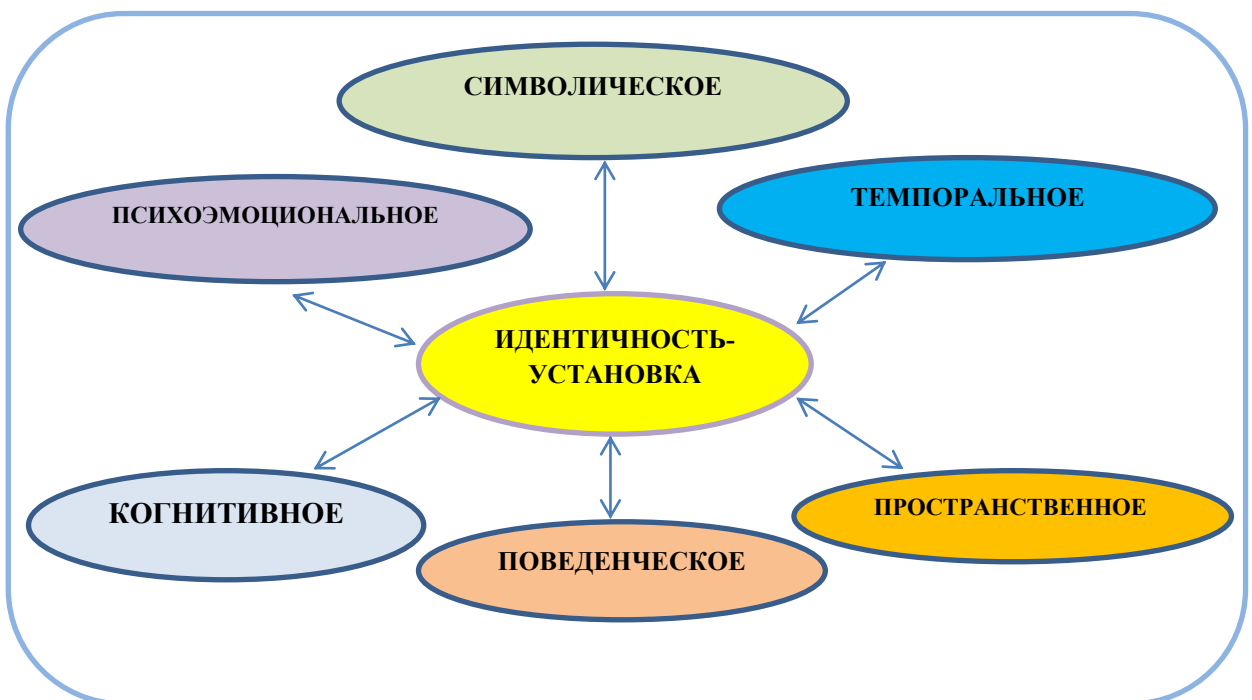 СИМВОЛИЧЕСКОЕ
ТЕМПОРАЛЬНОЕ
ПСИХОЭМОЦИОНАЛЬНОЕ
ИДЕНТИЧНОСТЬ-
УСТАНОВКА
КОГНИТИВНОЕ
ПРОСТРАНСТВЕННОЕ
ПОВЕДЕНЧЕСКОЕ